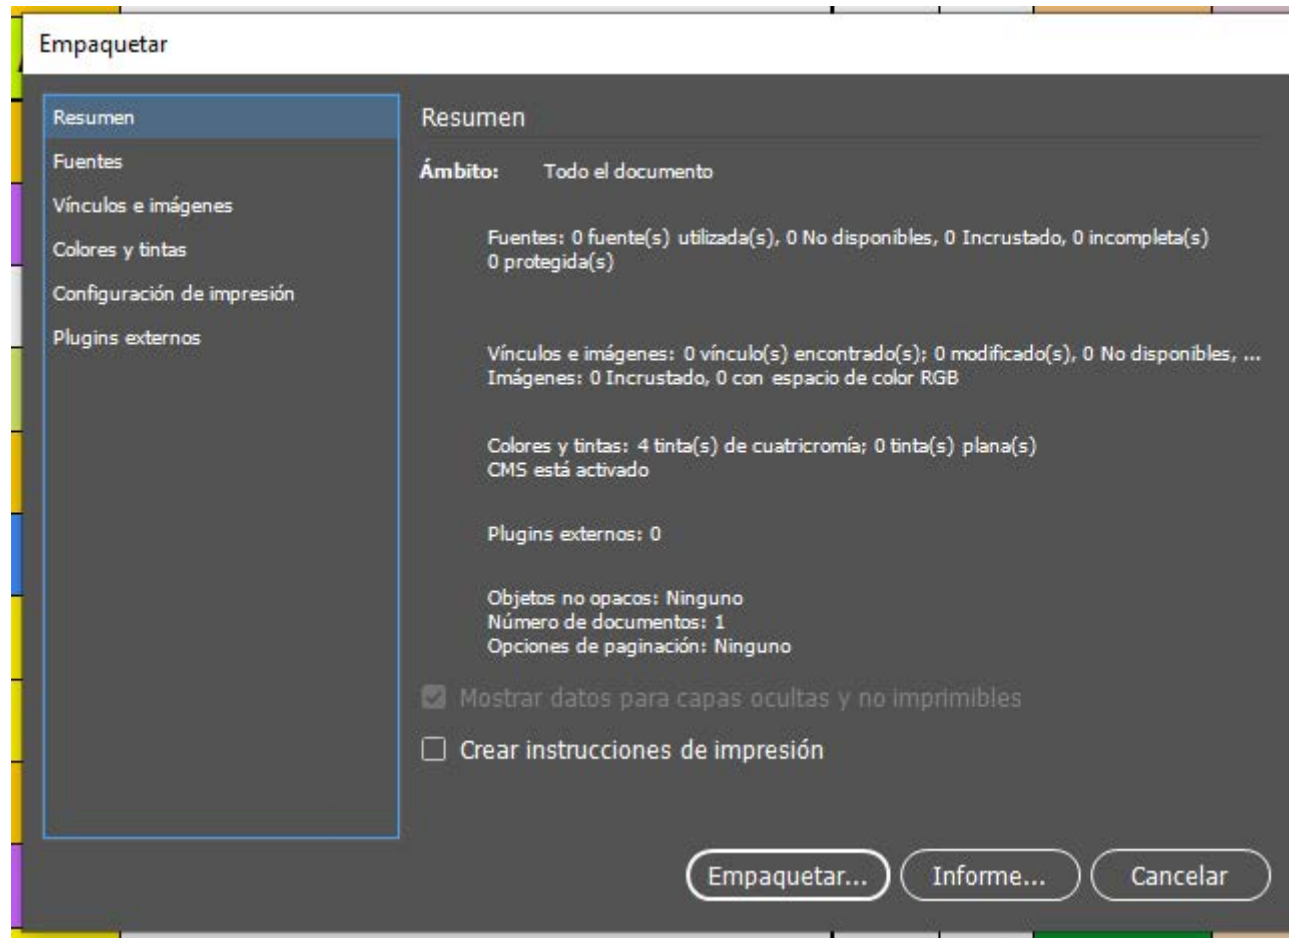 Empaquetar
Resumen
Fuentes
Vínculos e imágenes
Colores y tintas
Configuración de impresión
Plugins externos
Resumen
Ámbito: Todo el documento
Fuentes: 0 fuente(s) utilizada(s), 0 No disponibles, 0 Incrustado, 0 incompleta(s)
0 protegida(s)
Vínculos e imágenes: 0 vínculo(s) encontrado(s); 0 modificado(s), 0 No disponibles, ...
Imágenes: 0 Incrustado, 0 con espacio de color RGB
Colores y tintas: 4 tinta(s) de cuatricromía; 0 tinta(s) plana(s)
CMS está activado
Plugins externos: 0
Objetos no opacos: Ninguno
Número de documentos: 1
Opciones de paginación: Ninguno
Mostrar datos para capas ocultas y no imprimibles
Crear instrucciones de impresión
Empaquetar... Informe... Cancelar